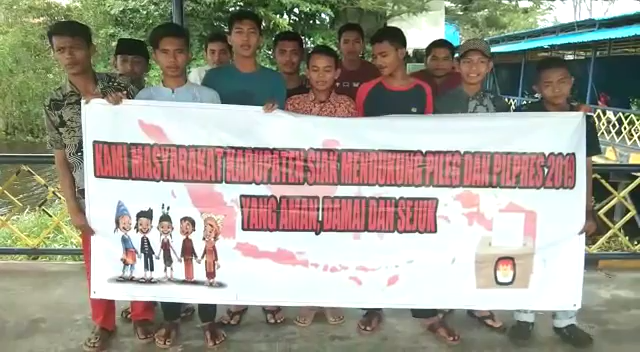 KAMI MASYARAKAT KABUPATEN SIAK MENDUKUNG PILEG DAN PILPRES 2019
YANG AMAN, DAMAI DAN SEJUK